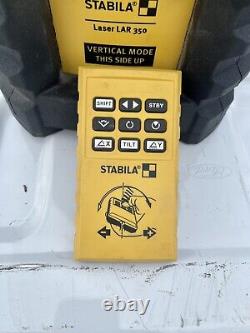 STABILA
Laser LAR 350
VERTICAL MODE
THIS SIDE UP
SHIFT STBY
X TILT Y
STABILA